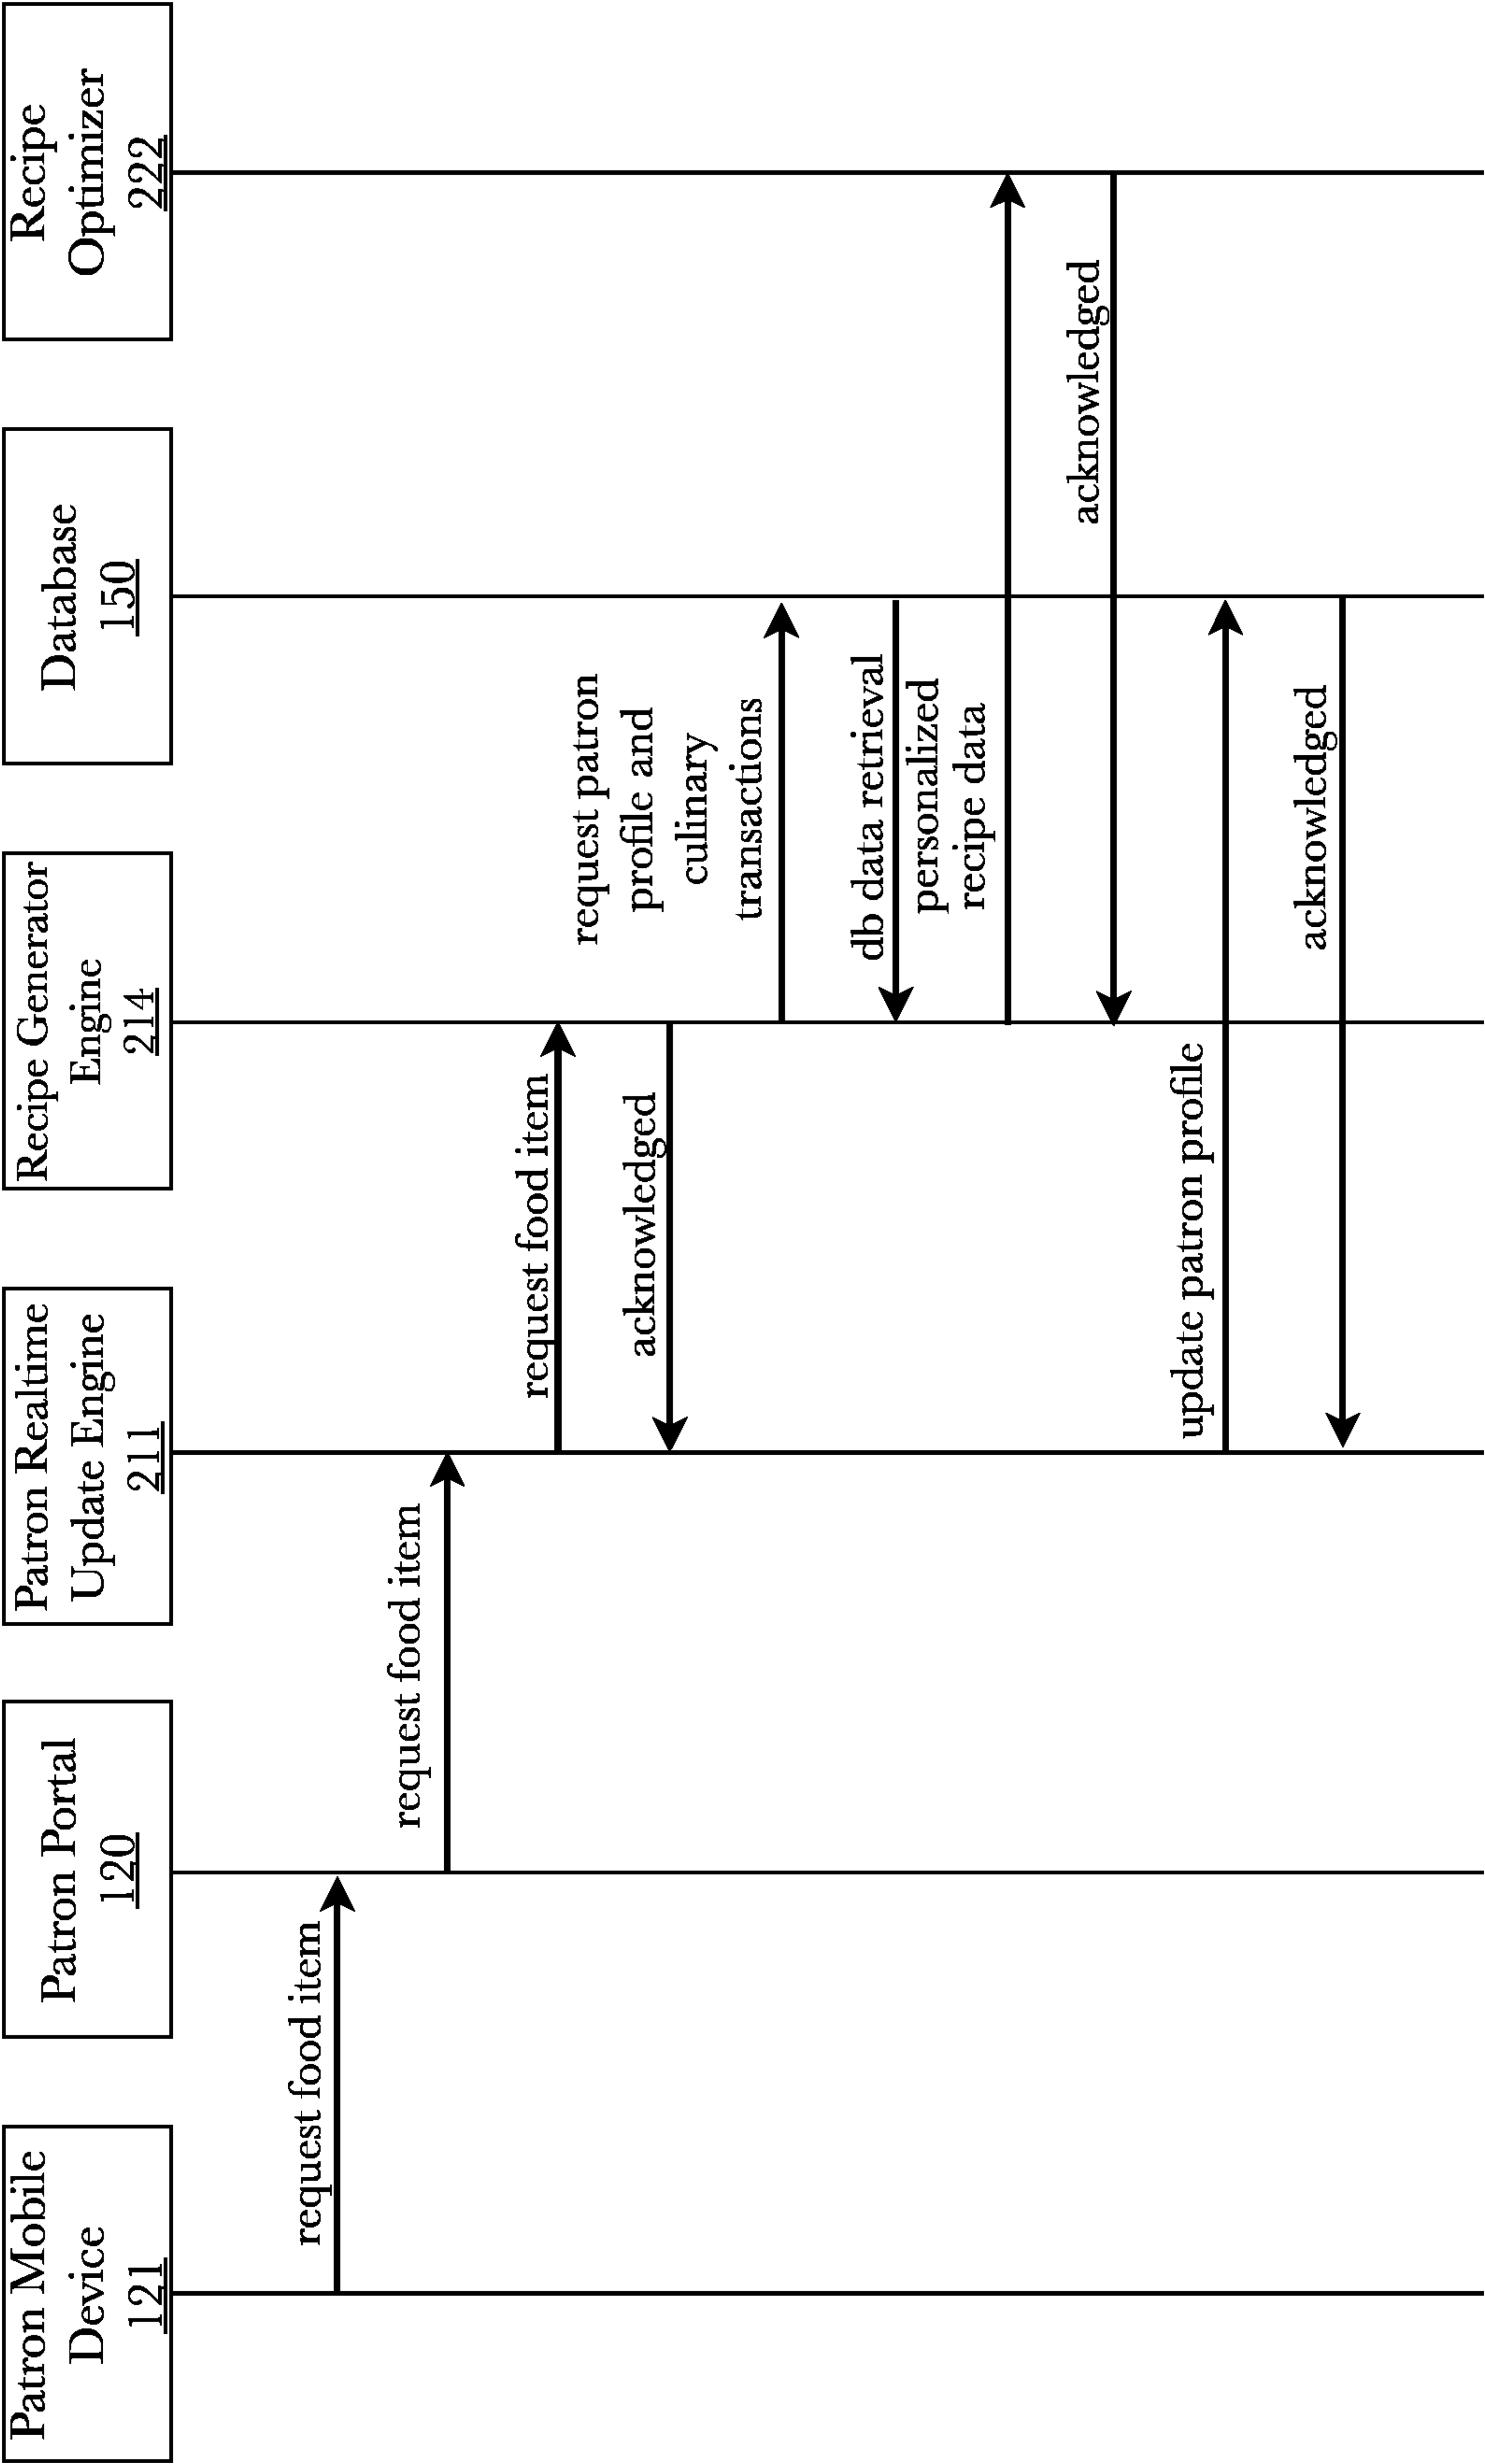 Patron Mobile
Device
121
Patron Portal
120
Patron Realtime
Update Engine
211
Recipe Generator
Engine
214
Database
150
Recipe
Optimizer
222
request food item
request food item
request food item
acknowledged
request patron
profile and
culinary
transactions
db data retrieval
personalized
recipe data
acknowledged
update patron profile
acknowledged